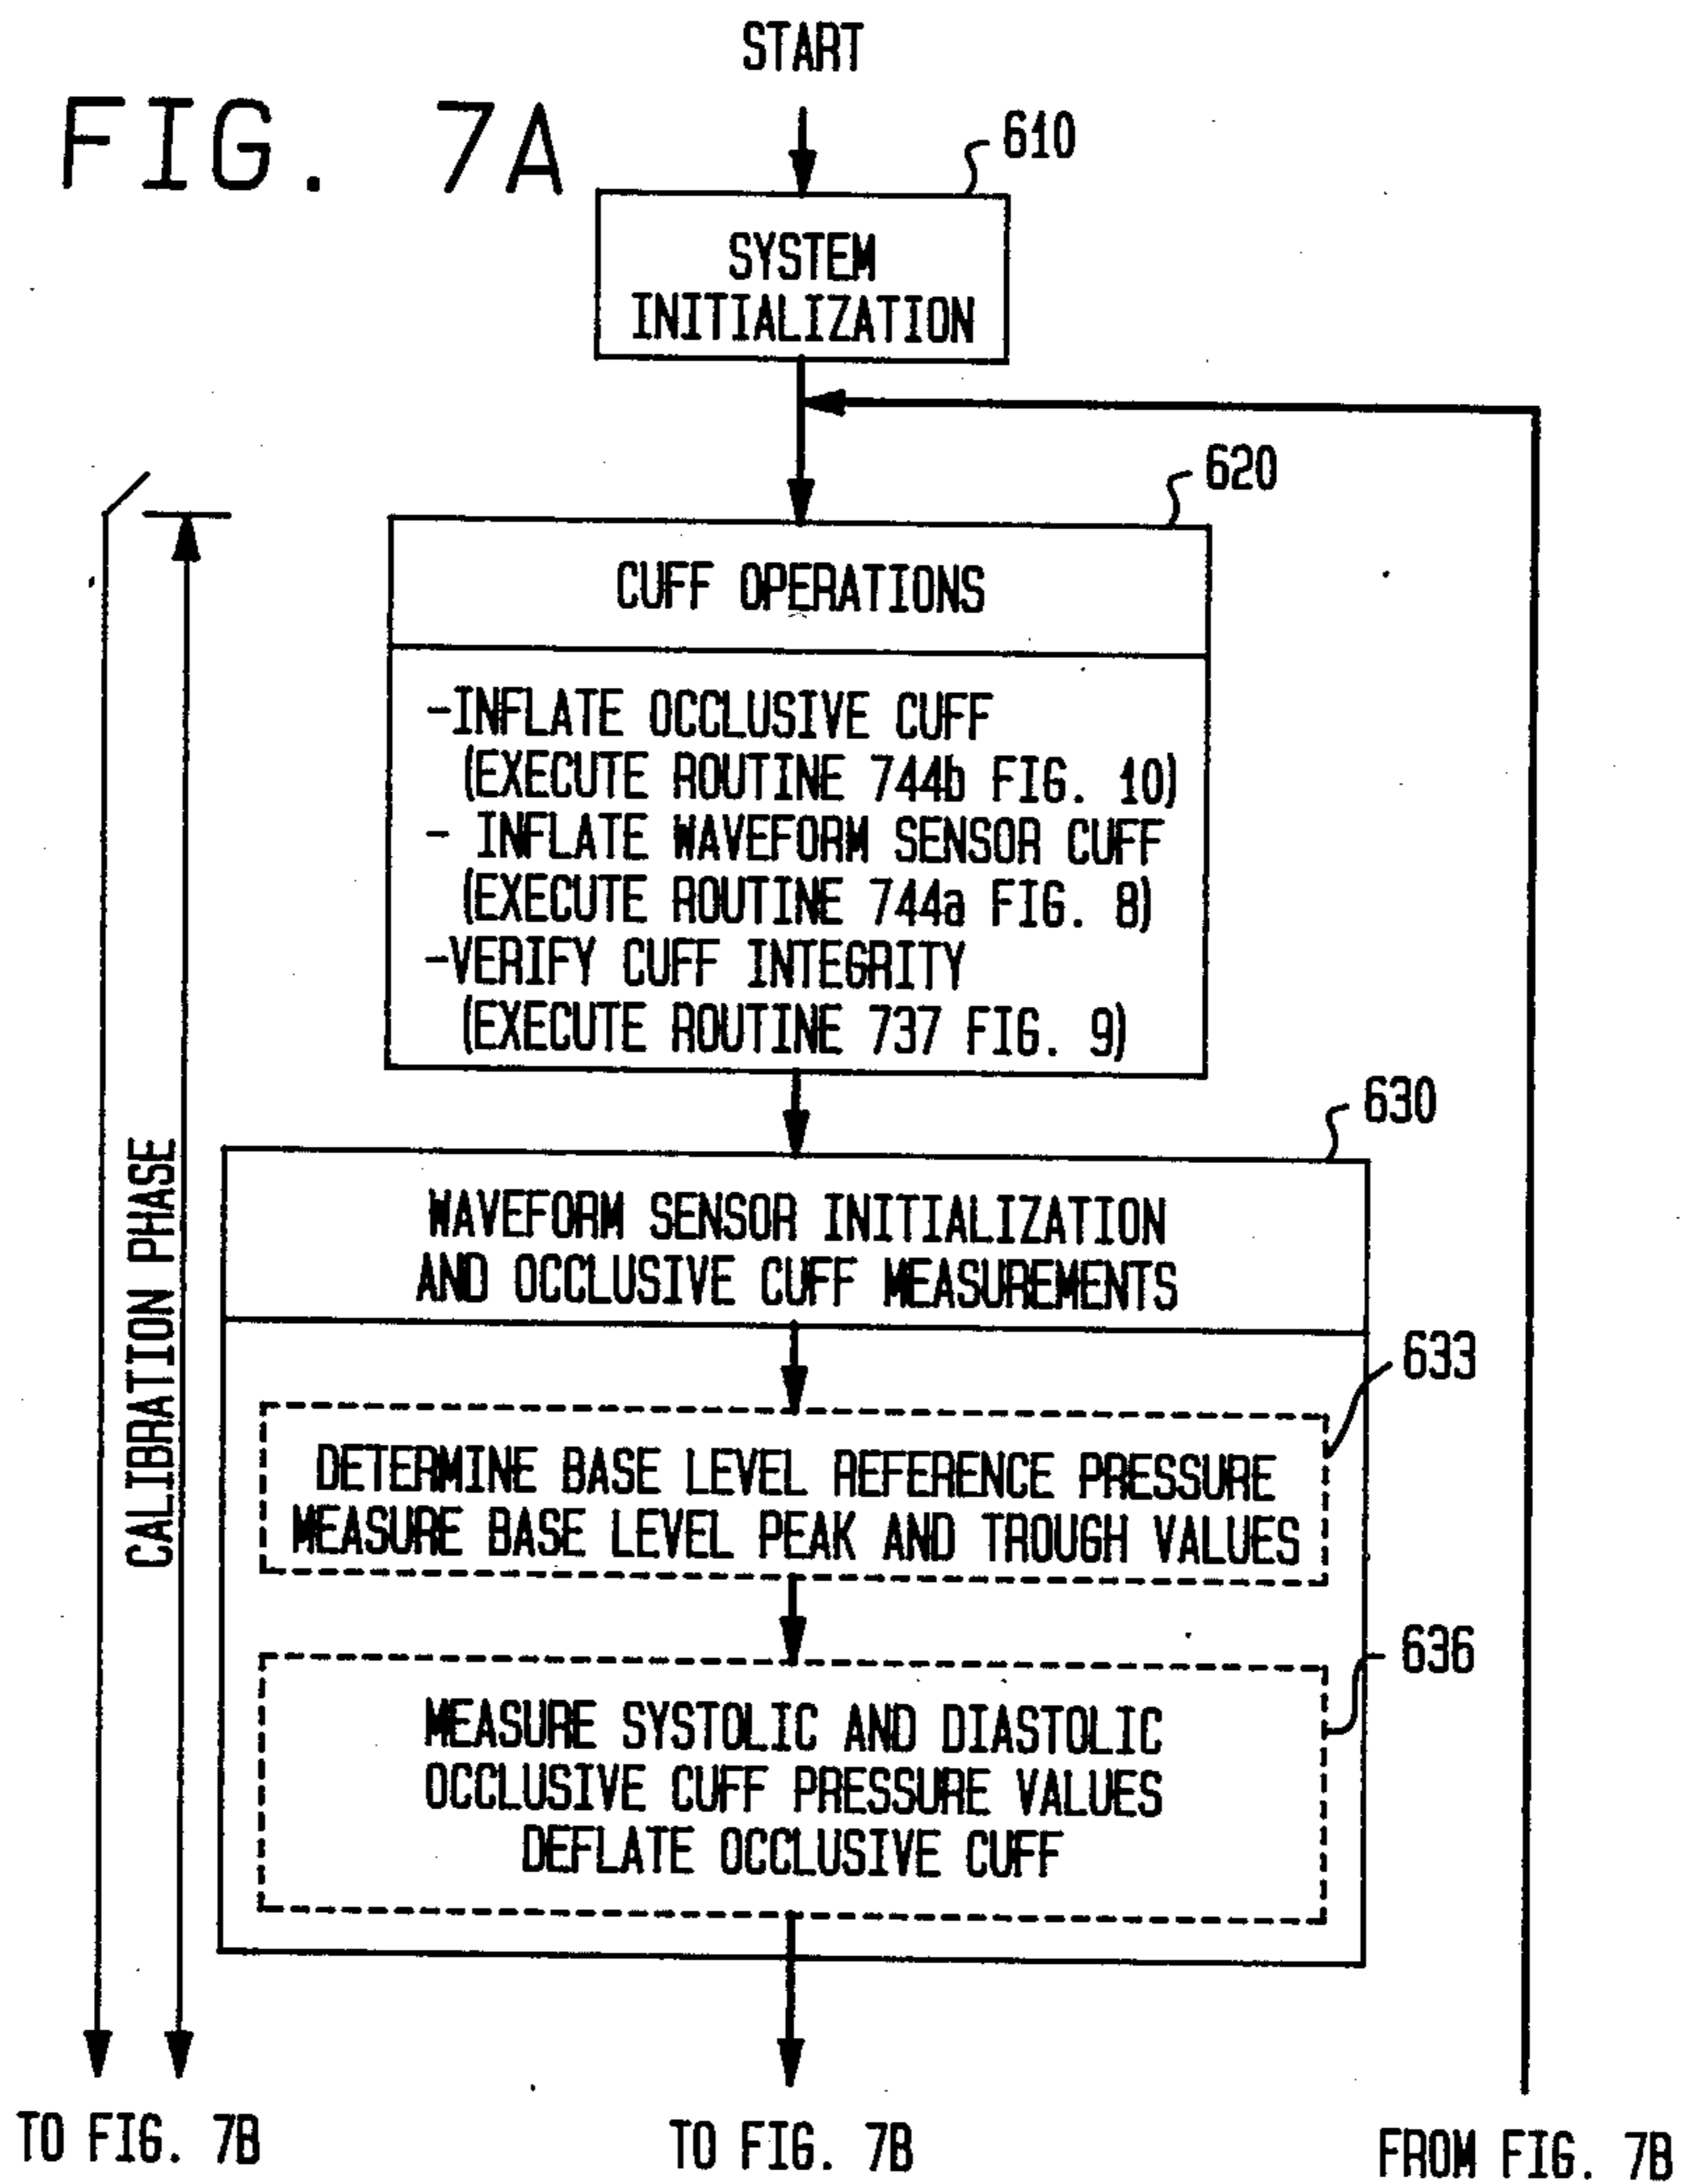 START
FIG. 7A
610
SYSTEM
INITIALIZATION
620
CUFF OPERATIONS
-INFLATE OCCLUSIVE CUFF
(EXECUTE ROUTINE 744b FIG. 10)
- INFLATE WAVEFORM SENSOR CUFF
(EXECUTE ROUTINE 744a FIG. 8)
-VERIFY CUFF INTEGRITY
(EXECUTE ROUTINE 737 FIG. 9)
630
WAVEFORM SENSOR INITIALIZATION
AND OCCLUSIVE CUFF MEASUREMENTS
CALIBRATION PHASE
633
DETERMINE BASE LEVEL REFERENCE PRESSURE
MEASURE BASE LEVEL PEAK AND TROUGH VALUES
636
MEASURE SYSTOLIC AND DIASTOLIC
OCCLUSIVE CUFF PRESSURE VALUES
DEFLATE OCCLUSIVE CUFF
TO FIG. 7B
TO FIG. 7B
FROM FIG. 7B